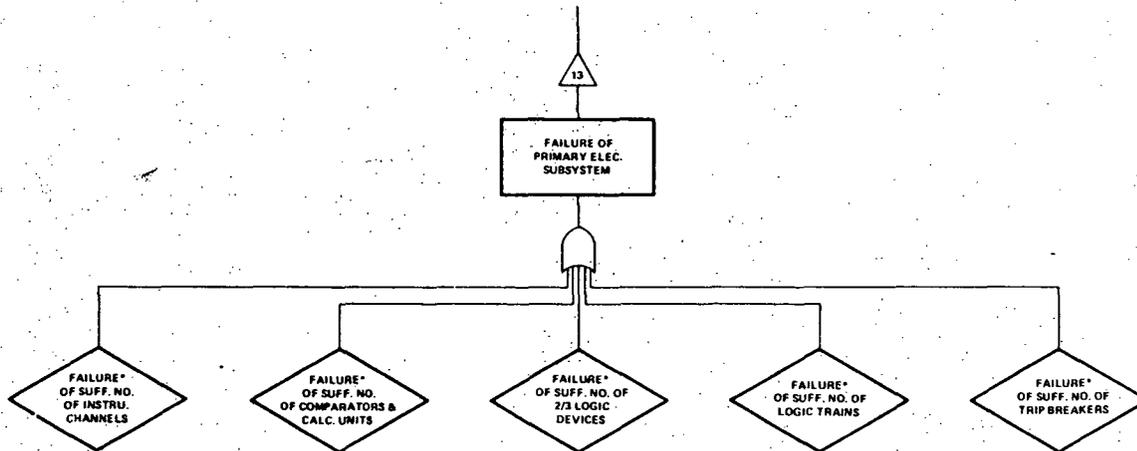 13
FAILURE OF
PRIMARY ELEC.
SUBSYSTEM
FAILURE*
OF SUFF. NO.
OF INSTRU.
CHANNELS
FAILURE*
OF SUFF. NO.
OF COMPARATORS &
CALC. UNITS
FAILURE*
OF SUFF. NO. OF
2/3 LOGIC
DEVICES
FAILURE*
OF SUFF. NO. OF
LOGIC TRAINS
FAILURE*
OF SUFF. NO. OF
TRIP BREAKERS